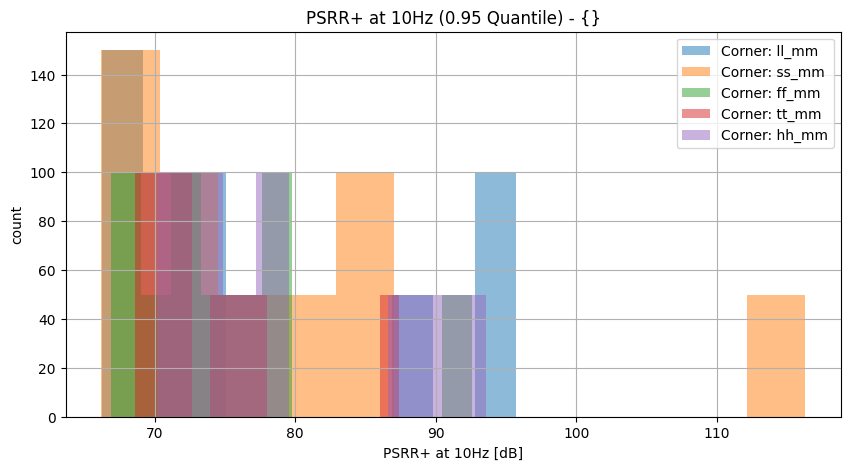 PSRR+ at 10Hz (0.95 Quantile) - {}
Corner: ll_mm
Corner: ss_mm
Corner: ff_mm
Corner: tt_mm
Corner: hh_mm
140
120
100
80
60
40
20
0
count
70 80 90 100 110
PSRR+ at 10Hz [dB]